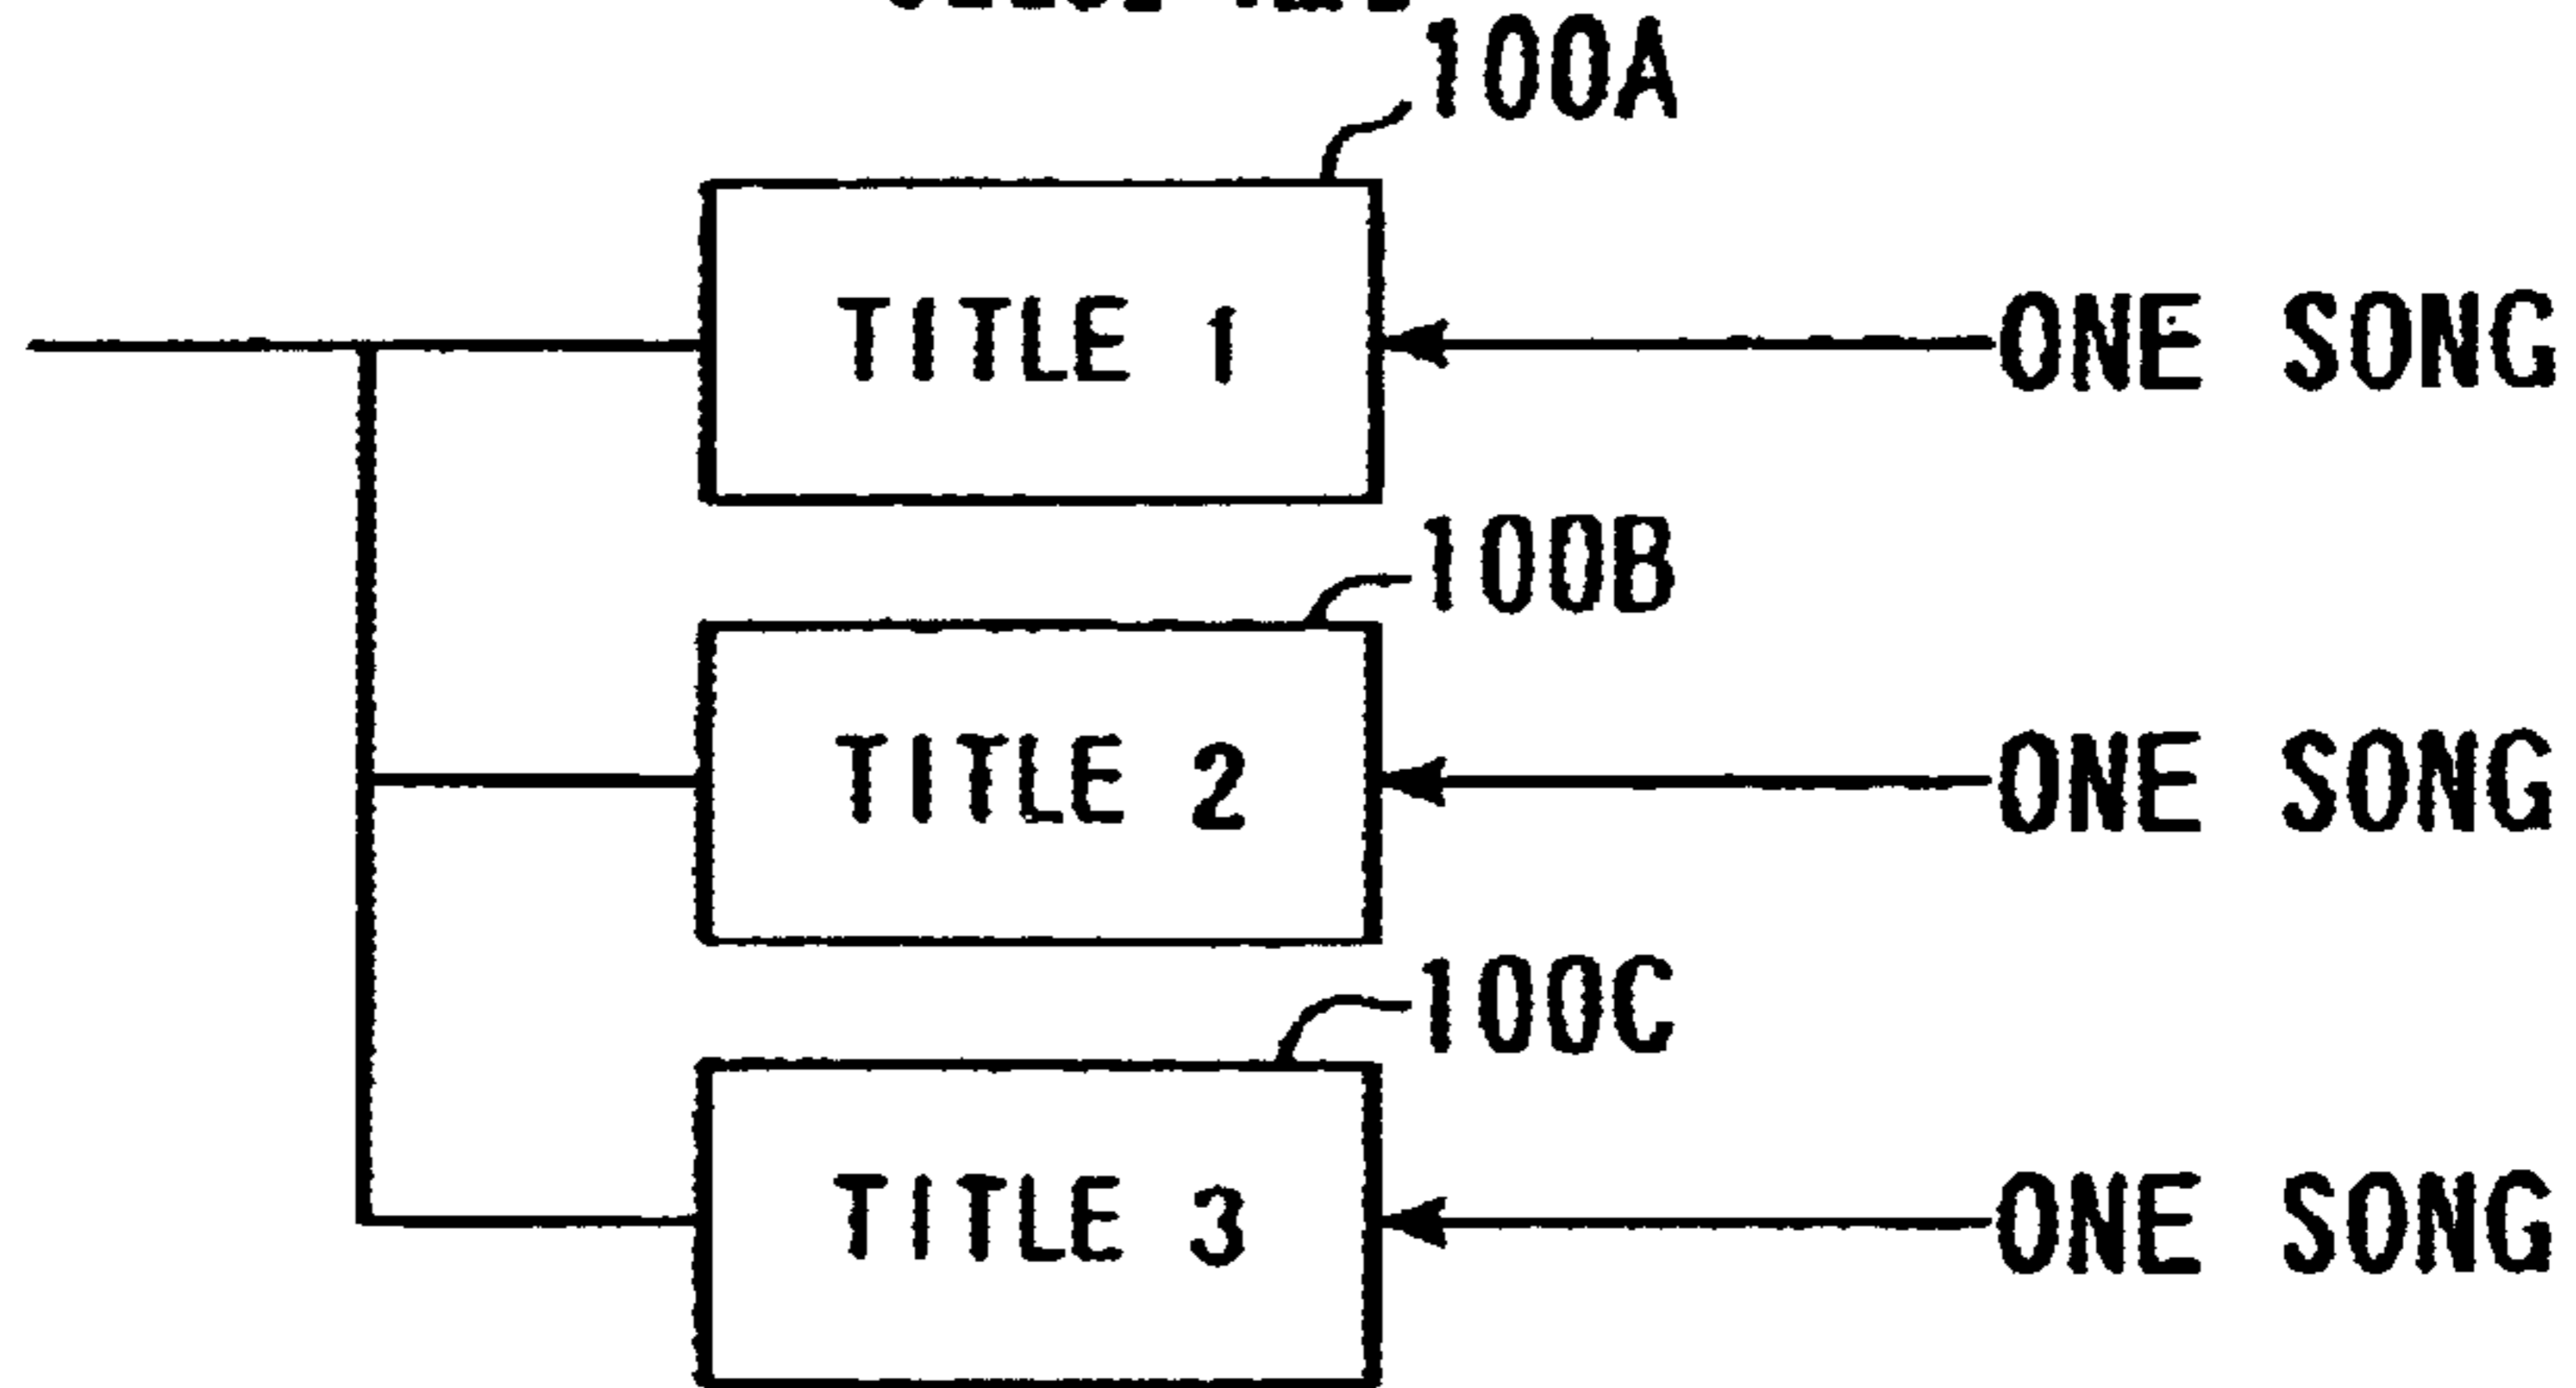 100A
TITLE 1
ONE SONG
100B
TITLE 2
ONE SONG
100C
TITLE 3
ONE SONG